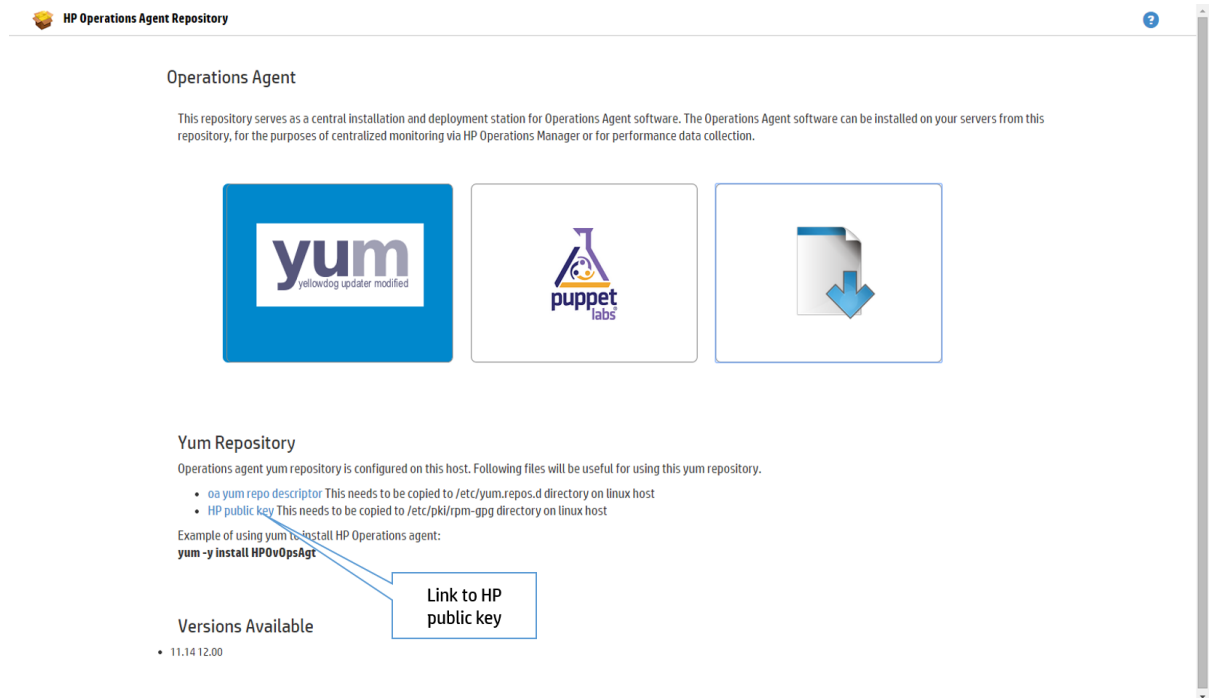 HP Operations Agent Repository
?
Operations Agent
This repository serves as a central installation and deployment station for Operations Agent software. The Operations Agent software can be installed on your servers from this
repository, for the purposes of centralized monitoring via HP Operations Manager or for performance data collection.
yum
yellowdog updater modified
puppet
labs®
Yum Repository
Operations agent yum repository is configured on this host. Following files will be useful for using this yum repository.
• oa yum repo descriptor This needs to be copied to /etc/yum.repos.d directory on linux host
• HP public key This needs to be copied to /etc/pki/rpm-gpg directory on linux host
Example of using yum to install HP Operations agent:
yum -y install HPOvOpsAgt
Link to HP
public key
Versions Available
• 11.14 12.00